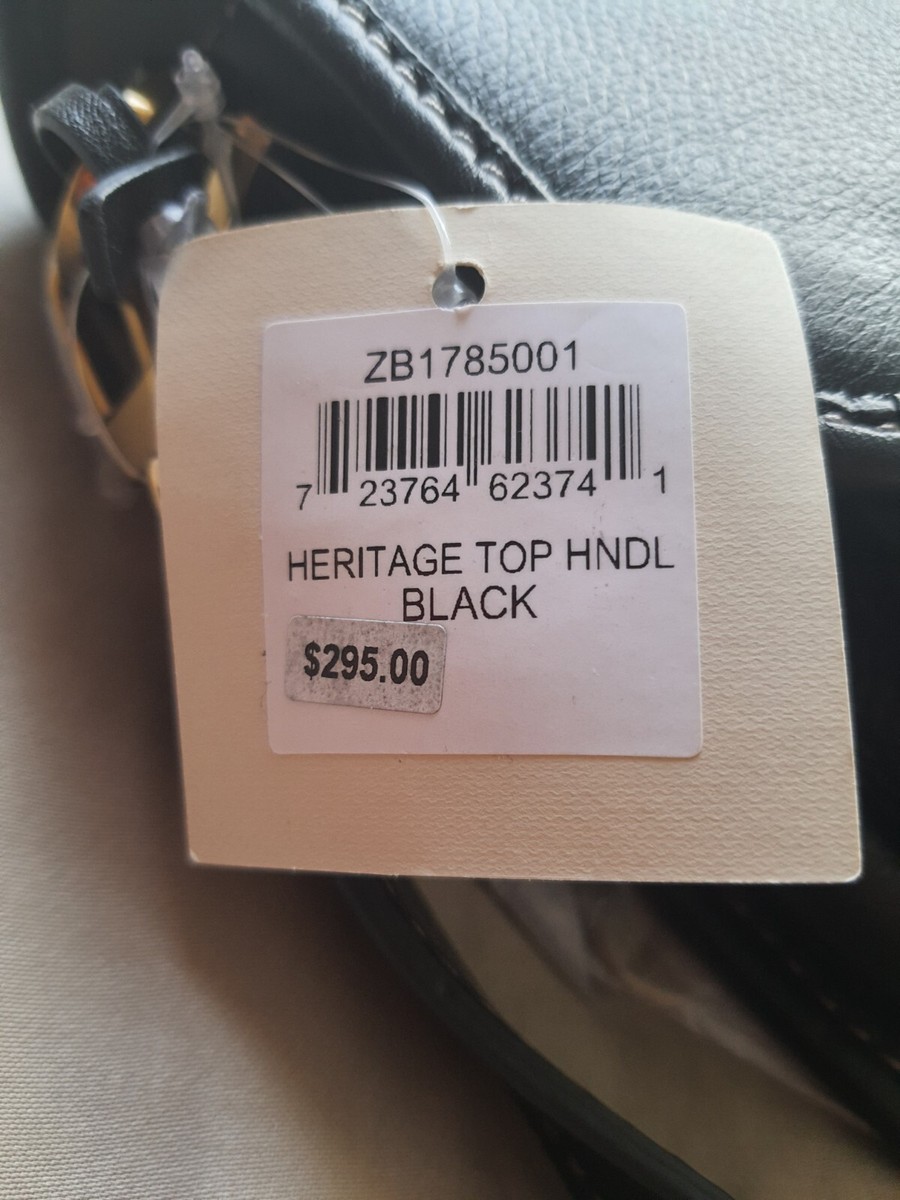 ZB1785001
7 23764 62374 1
HERITAGE TOP HNDL
BLACK
$295.00